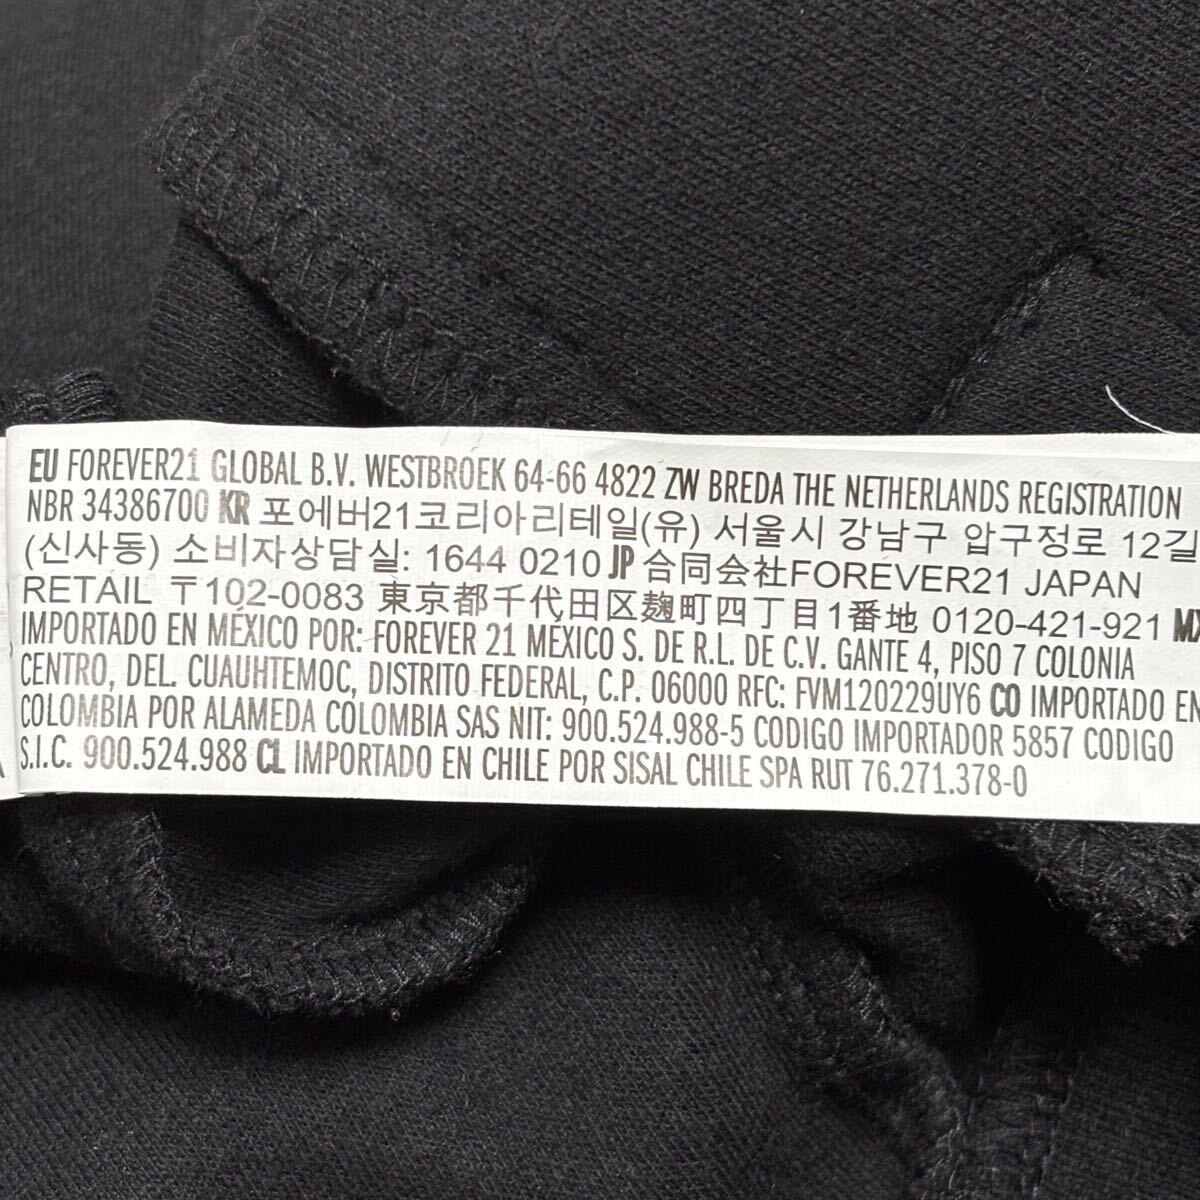 EU FOREVER21 GLOBAL B.V. WESTBROEK 64-66 4822 ZW BREDA THE NETHERLANDS REGISTRATION
NBR 34386700 KR 포에버21코리아리테일(유) 서울시 강남구 압구정로 12길
(신사동) 소비자상담실: 1644 0210 JP 合同会社FOREVER21 JAPAN
RETAIL 〒102-0083 東京都千代田区麹町四丁目1番地 0120-421-921 MX
IMPORTADO EN MÉXICO POR: FOREVER 21 MEXICO S. DE R.L. DE C.V. GANTE 4, PISO 7 COLONIA
CENTRO, DEL. CUAUHTEMOC, DISTRITO FEDERAL, C.P. 06000 RFC: FVM120229UY6 CO IMPORTADO EN
COLOMBIA POR ALAMEDA COLOMBIA SAS NIT: 900.524.988-5 CODIGO IMPORTADOR 5857 CODIGO
S.I.C. 900.524.988 CL IMPORTADO EN CHILE POR SISAL CHILE SPA RUT 76.271.378-0